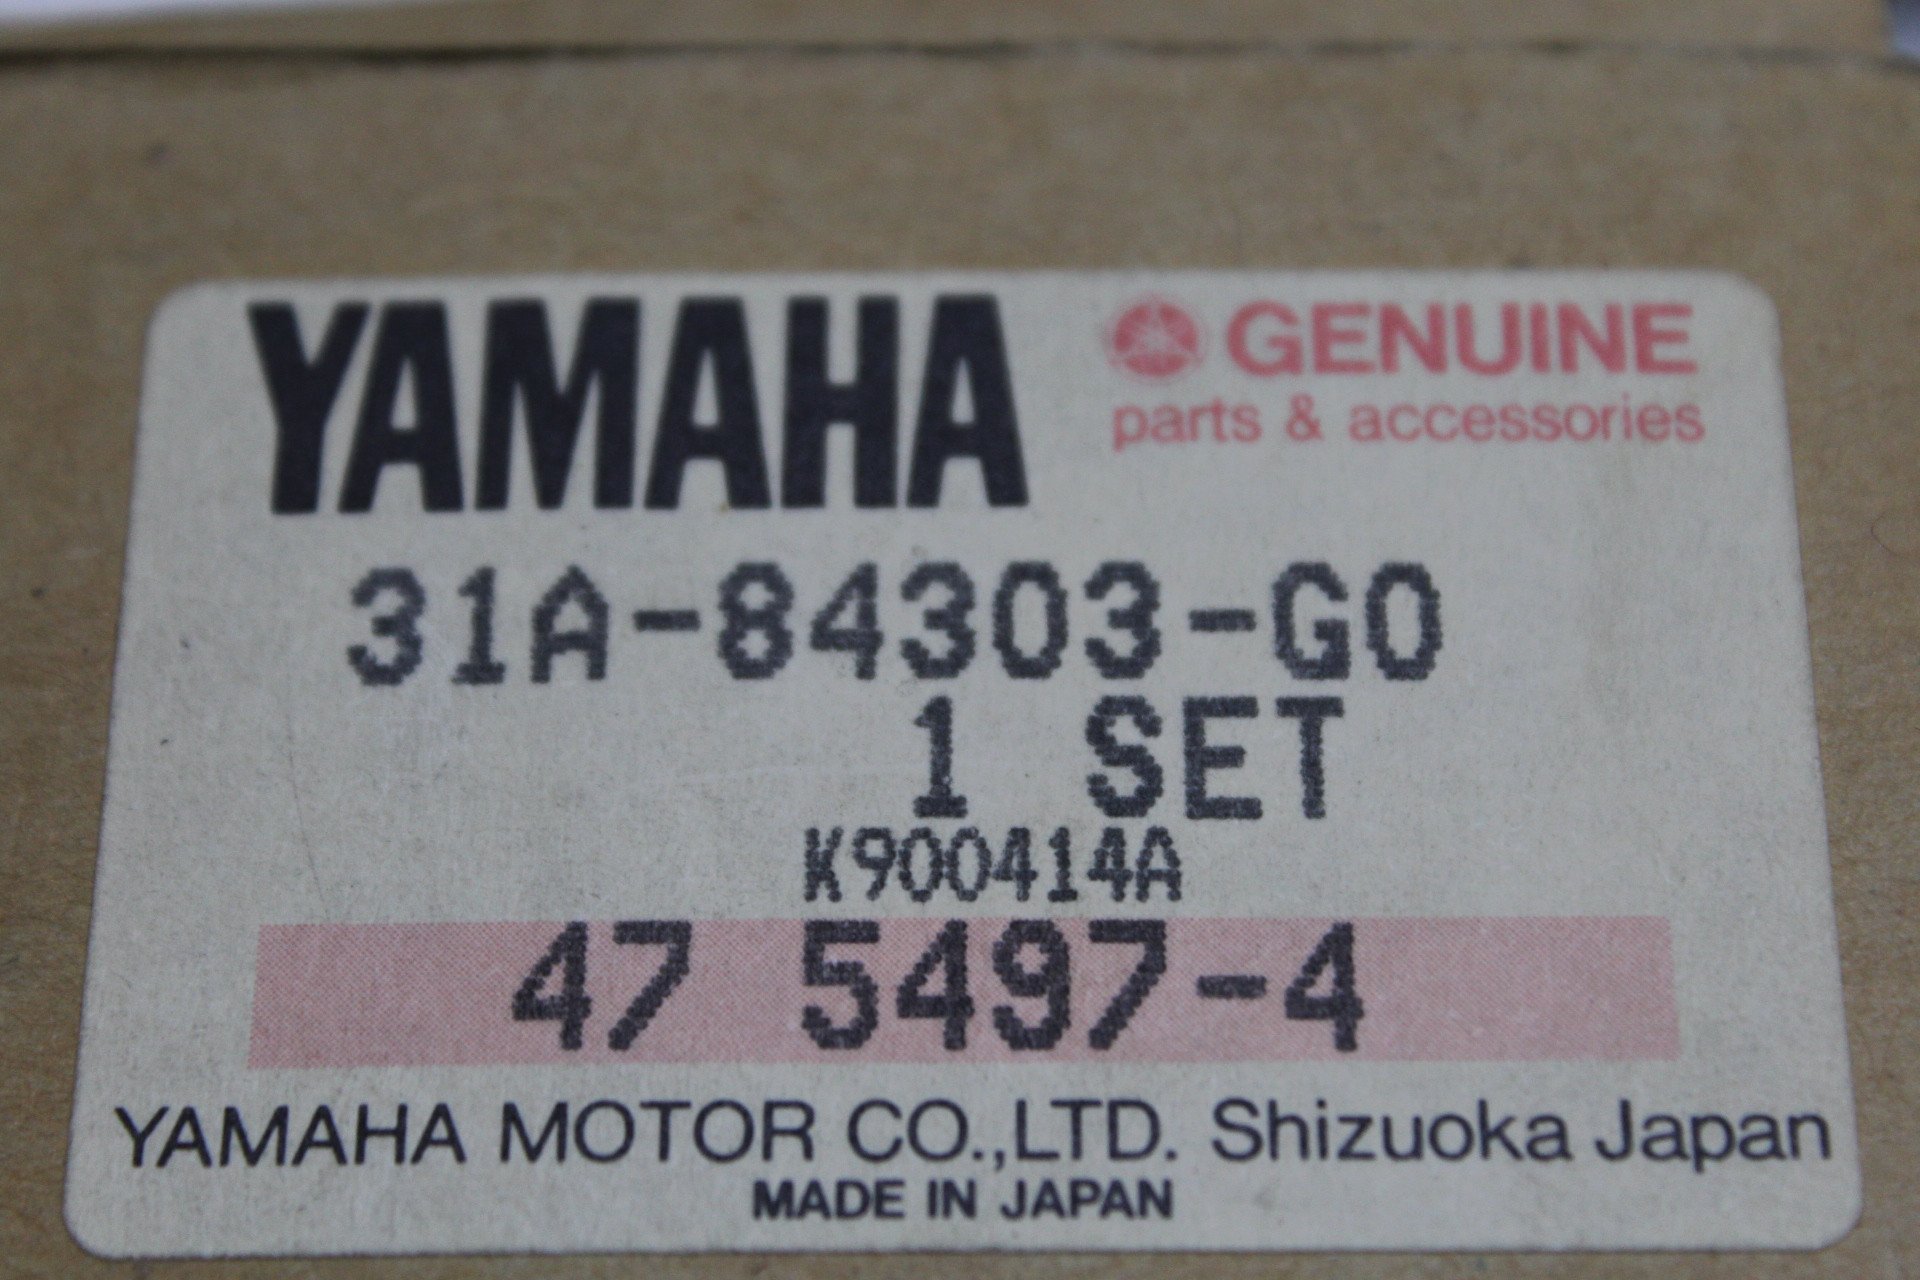 YAMAHA GENUINE
parts & accessories
31A-84303-G0
1 SET
K900414A
47 5497-4
YAMAHA MOTOR CO.,LTD. Shizuoka Japan
MADE IN JAPAN